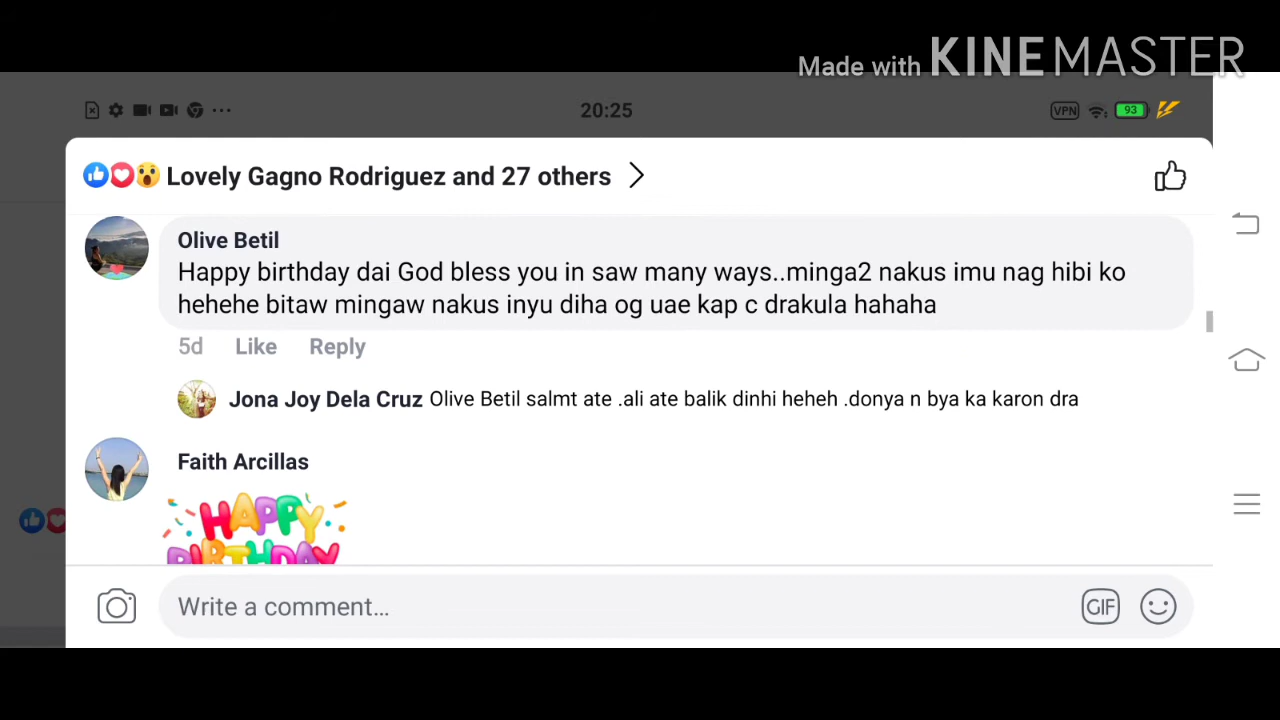 Made with KINEMASTER
20:25
VPN
93
Lovely Gagno Rodriguez and 27 others
Olive Betil
Happy birthday dai God bless you in saw many ways..minga2 nakus imu nag hibi ko
hehehe bitaw mingaw nakus inyu diha og uae kap c drakula hahaha
5d Like Reply
Jona Joy Dela Cruz Olive Betil salmt ate .ali ate balik dinhi heheh .donya n bya ka karon dra
Faith Arcillas
HAPPY
BIRTHDAY
Write a comment...
GIF